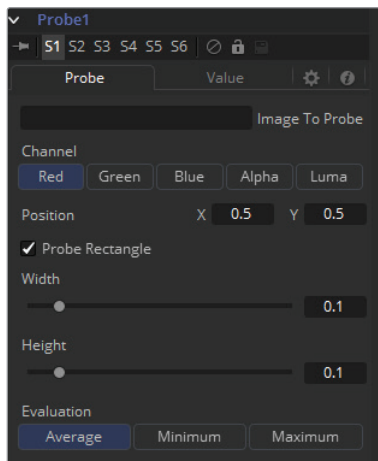 Probe1
S1 S2 S3 S4 S5 S6
Probe Value
Image To Probe
Channel
Red Green Blue Alpha Luma
Position X 0.5 Y 0.5
Probe Rectangle
Width
0.1
Height
0.1
Evaluation
Average Minimum Maximum